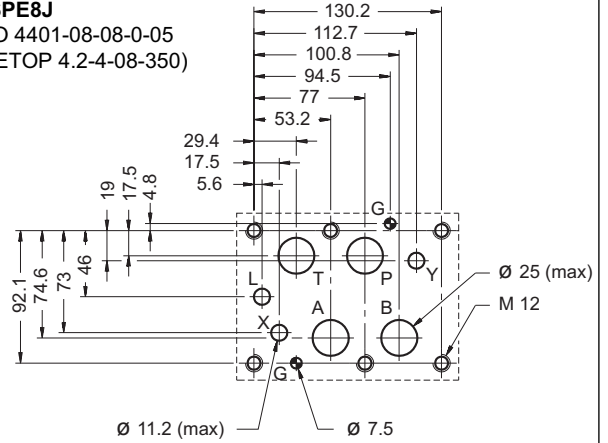 PE8J
4401-08-08-0-05
ETOP 4.2-4-08-350)
130.2
112.7
100.8
94.5
77
53.2
29.4
17.5
5.6
19
17.5
4.8
G
92.1
74.6
73
46
L
T
P
Y
X
A
B
G
Ø 25 (max)
M 12
Ø 11.2 (max)
Ø 7.5